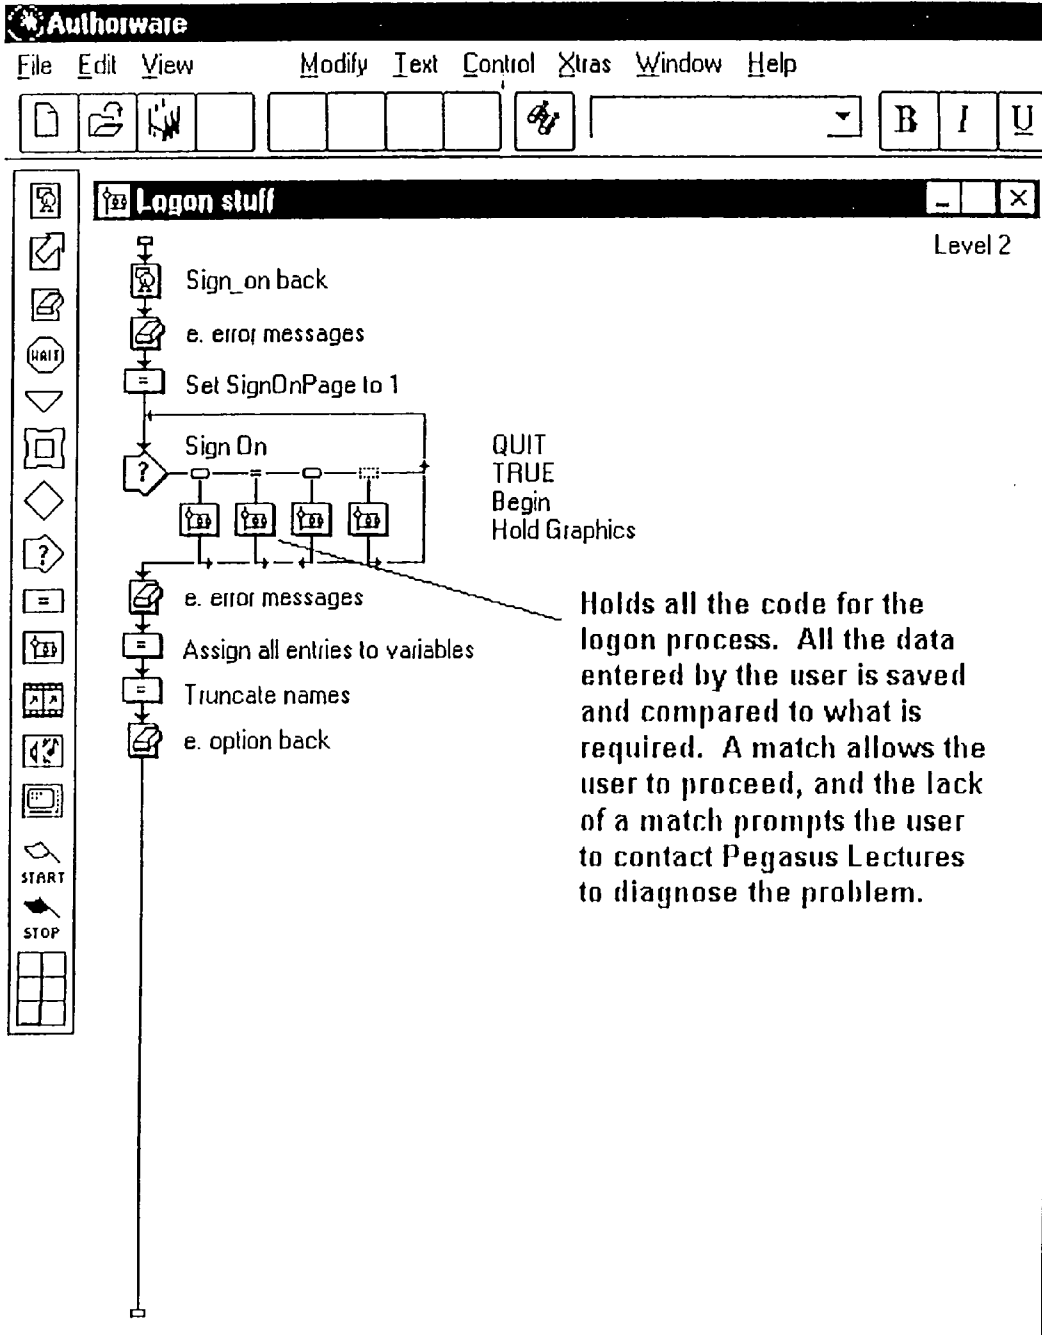 Authorware
File Edit View Modify Text Control Xtras Window Help
B I U
Logon stuff
Level 2
Sign_on back
e. error messages
WAIT
= Set SignOnPage to 1
Sign On
?
=
QUIT
TRUE
Begin
Hold Graphics
?
e. error messages
=
= Assign all entries to variables
= Truncate names
e. option back
START
STOP
Holds all the code for the
logon process. All the data
entered by the user is saved
and compared to what is
required. A match allows the
user to proceed, and the lack
of a match prompts the user
to contact Pegasus Lectures
to diagnose the problem.